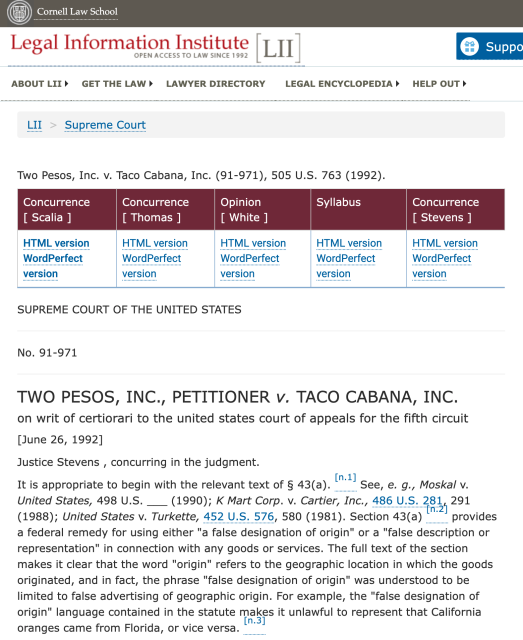 Cornell Law School
Legal Information Institute [LII]
OPEN ACCESS TO LAW SINCE 1992
Suppo
ABOUT LII GET THE LAW LAWYER DIRECTORY LEGAL ENCYCLOPEDIA HELP OUT
LII > Supreme Court
Two Pesos, Inc. v. Taco Cabana, Inc. (91-971), 505 U.S. 763 (1992).
Concurrence Concurrence Opinion Syllabus Concurrence
[ Scalia ] [ Thomas ] [ White ] [ Stevens ]
HTML version HTML version HTML version HTML version HTML version
WordPerfect WordPerfect WordPerfect WordPerfect WordPerfect
version version version version version
SUPREME COURT OF THE UNITED STATES
No. 91-971
TWO PESOS, INC., PETITIONER v. TACO CABANA, INC.
on writ of certiorari to the united states court of appeals for the fifth circuit
[June 26, 1992]
Justice Stevens , concurring in the judgment.
It is appropriate to begin with the relevant text of § 43(a). [n.1] See, e. g., Moskal v.
United States, 498 U.S. ___ (1990); K Mart Corp. v. Cartier, Inc., 486 U.S. 281, 291
(1988); United States v. Turkette, 452 U.S. 576, 580 (1981). Section 43(a) [n.2] provides
a federal remedy for using either "a false designation of origin" or a "false description or
representation" in connection with any goods or services. The full text of the section
makes it clear that the word "origin" refers to the geographic location in which the goods
originated, and in fact, the phrase "false designation of origin" was understood to be
limited to false advertising of geographic origin. For example, the "false designation of
origin" language contained in the statute makes it unlawful to represent that California
oranges came from Florida, or vice versa. [n.3]